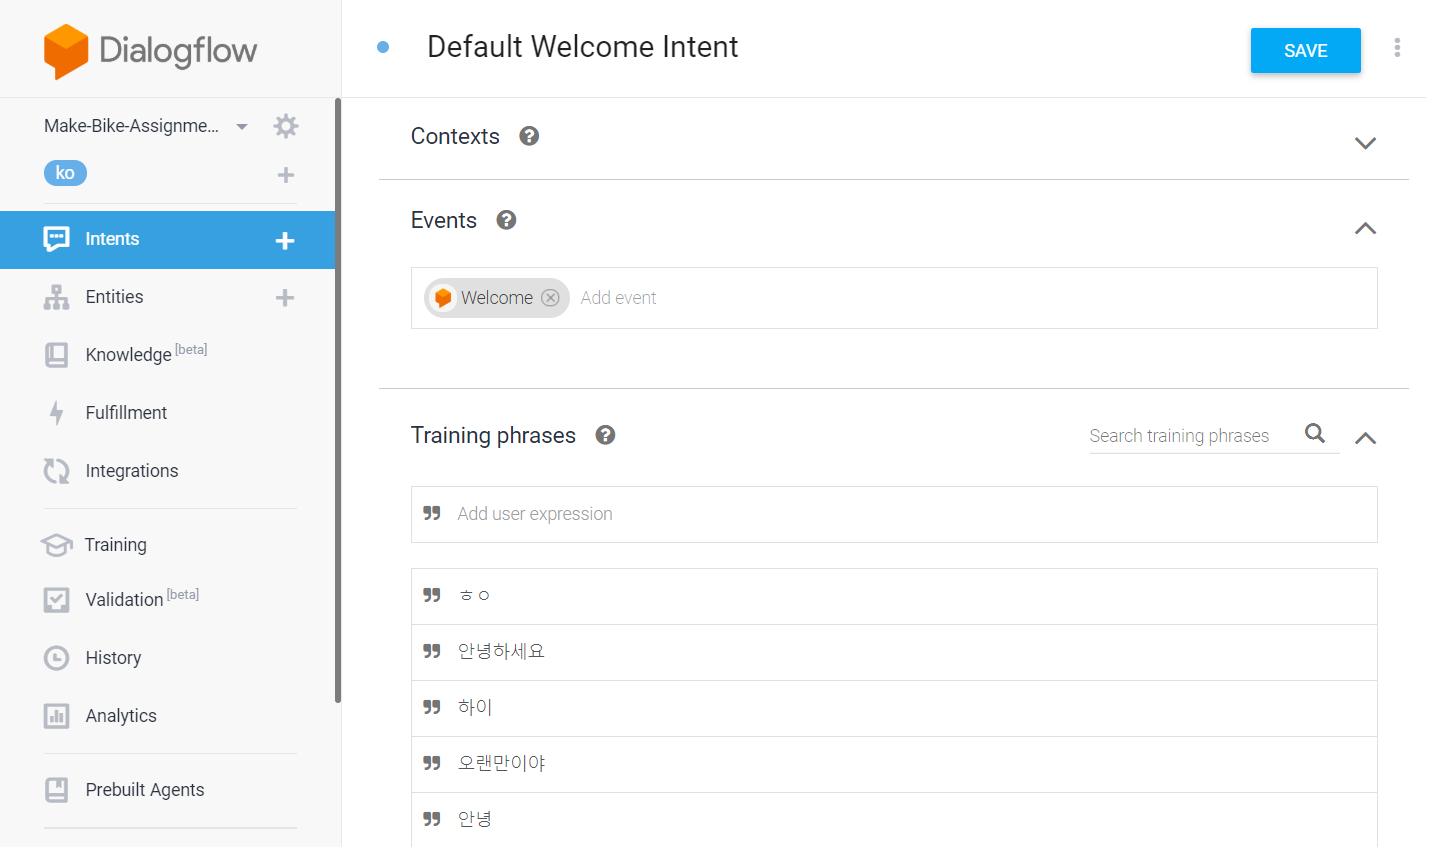 Dialogflow
Default Welcome Intent
SAVE
Make-Bike-Assignme...
ko
Intents
Entities
Knowledge [beta]
Fulfillment
Integrations
Training
Validation [beta]
History
Analytics
Prebuilt Agents
Contexts
Events
Welcome Add event
Training phrases
Search training phrases
Add user expression
ㅎㅇ
안녕하세요
하이
오랜만이야
안녕